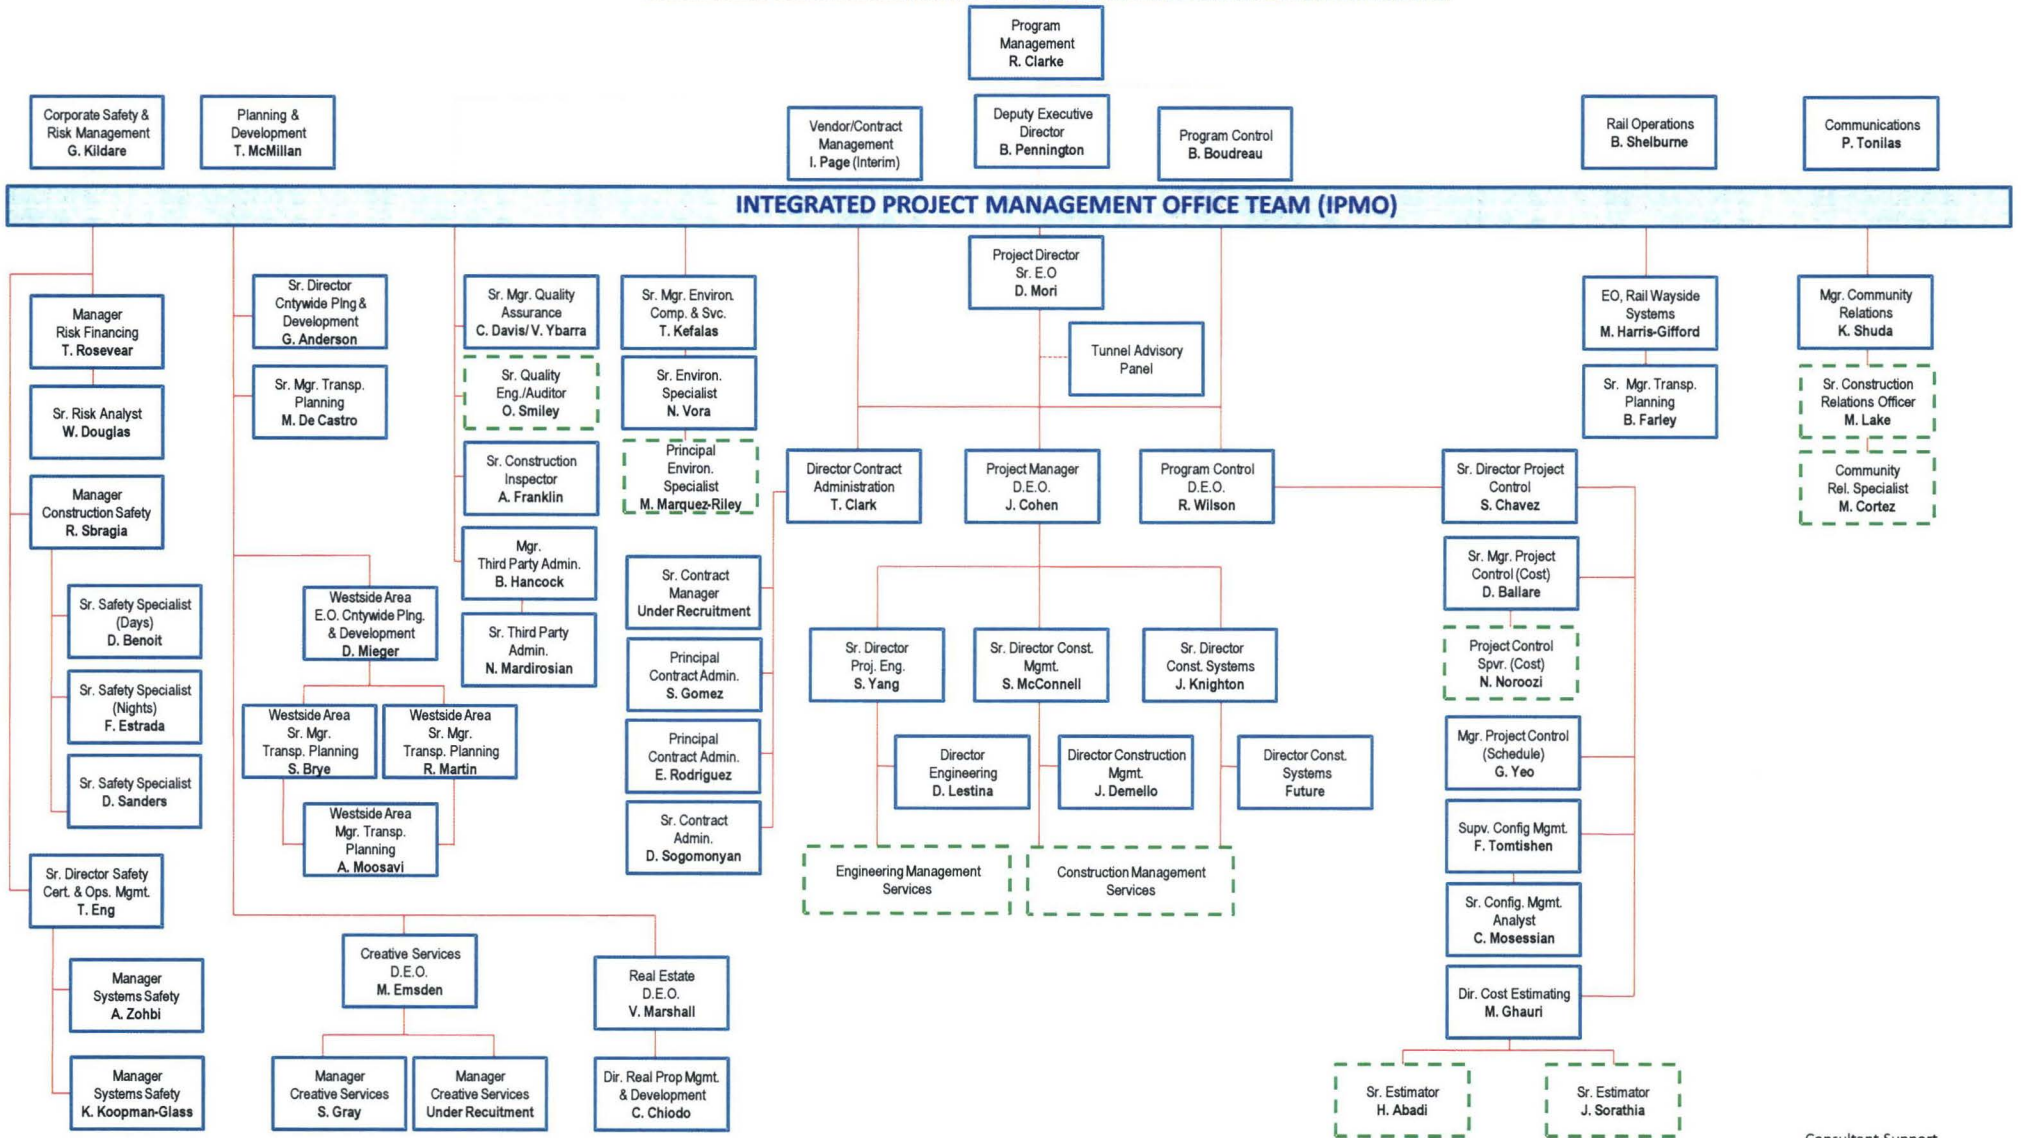 Program
Management
R. Clarke
Corporate Safety &
Risk Management
G. Kildare
Planning &
Development
T. McMillan
Vendor/Contract
Management
I. Page (Interim)
Deputy Executive
Director
B. Pennington
Program Control
B. Boudreau
Rail Operations
B. Shelburne
Communications
P. Tonilas
INTEGRATED PROJECT MANAGEMENT OFFICE TEAM (IPMO)
Manager
Risk Financing
T. Rosevear
Sr. Risk Analyst
W. Douglas
Manager
Construction Safety
R. Sbragia
Sr. Safety Specialist
(Days)
D. Benoit
Sr. Safety Specialist
(Nights)
F. Estrada
Sr. Safety Specialist
D. Sanders
Sr. Director Safety
Cert. & Ops. Mgmt.
T. Eng
Manager
Systems Safety
A. Zohbi
Manager
Systems Safety
K. Koopman-Glass
Sr. Director
Cntywide Plng &
Development
G. Anderson
Sr. Mgr. Transp.
Planning
M. De Castro
Westside Area
E.O. Cntywide Plng.
& Development
D. Mieger
Westside Area
Sr. Mgr.
Transp. Planning
S. Brye
Westside Area
Sr. Mgr.
Transp. Planning
R. Martin
Westside Area
Mgr. Transp.
Planning
A. Moosavi
Creative Services
D.E.O.
M. Emsden
Manager
Creative Services
S. Gray
Manager
Creative Services
Under Recuitment
Real Estate
D.E.O.
V. Marshall
Dir. Real Prop Mgmt.
& Development
C. Chiodo
Sr. Mgr. Quality
Assurance
C. Davis/ V. Ybarra
Sr. Quality
Eng./Auditor
O. Smiley
Sr. Construction
Inspector
A. Franklin
Mgr.
Third Party Admin.
B. Hancock
Sr. Third Party
Admin.
N. Mardirosian
Sr. Mgr. Environ.
Comp. & Svc.
T. Kefalas
Sr. Environ.
Specialist
N. Vora
Principal
Environ.
Specialist
M. Marquez-Riley
Project Director
Sr. E.O
D. Mori
Tunnel Advisory
Panel
Director Contract
Administration
T. Clark
Sr. Contract
Manager
Under Recruitment
Principal
Contract Admin.
S. Gomez
Principal
Contract Admin.
E. Rodriguez
Sr. Contract
Admin.
D. Sogomonyan
Project Manager
D.E.O.
J. Cohen
Program Control
D.E.O.
R. Wilson
Sr. Director
Proj. Eng.
S. Yang
Sr. Director Const.
Mgmt.
S. McConnell
Sr. Director
Const. Systems
J. Knighton
Director
Engineering
D. Lestina
Director Construction
Mgmt.
J. Demello
Director Const.
Systems
Future
Engineering Management
Services
Construction Management
Services
Sr. Director Project
Control
S. Chavez
Sr. Mgr. Project
Control (Cost)
D. Ballare
Project Control
Spvr. (Cost)
N. Noroozi
Mgr. Project Control
(Schedule)
G. Yeo
Supv. Config Mgmt.
F. Tomtishen
Sr. Config. Mgmt.
Analyst
C. Mosessian
Dir. Cost Estimating
M. Ghauri
Sr. Estimator
H. Abadi
Sr. Estimator
J. Sorathia
EO, Rail Wayside
Systems
M. Harris-Gifford
Sr. Mgr. Transp.
Planning
B. Farley
Mgr. Community
Relations
K. Shuda
Sr. Construction
Relations Officer
M. Lake
Community
Rel. Specialist
M. Cortez
Consultant Support